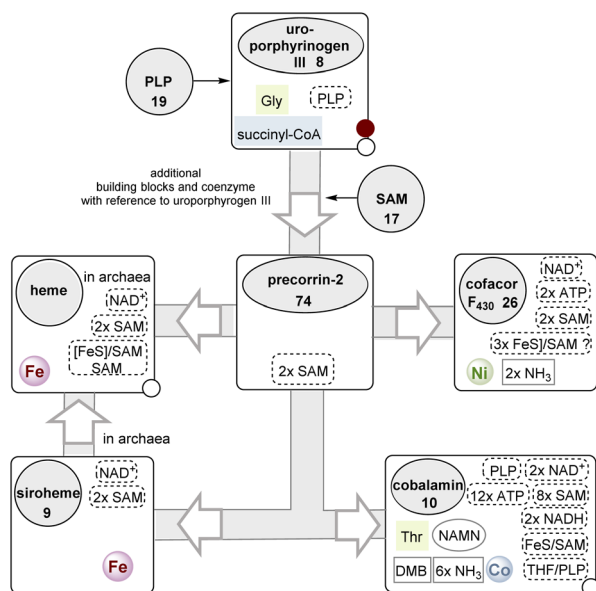 uro-
porphyrinogen
III 8
PLP
19
Gly
PLP
succinyl-CoA
additional
building blocks and coenzyme
with reference to uroporphyrogen III
SAM
17
heme
in archaea
NAD+
2x SAM
[FeS]/SAM
SAM
Fe
precorrin-2
74
2x SAM
cofacor
F430 26
NAD+
2x ATP
2x SAM
3x FeS]/SAM ?
Ni
2x NH3
in archaea
siroheme
9
NAD+
2x SAM
Fe
cobalamin
10
PLP
2x NAD+
12x ATP
8x SAM
2x NADH
Thr
NAMN
FeS/SAM
DMB
6x NH3
Co
THF/PLP